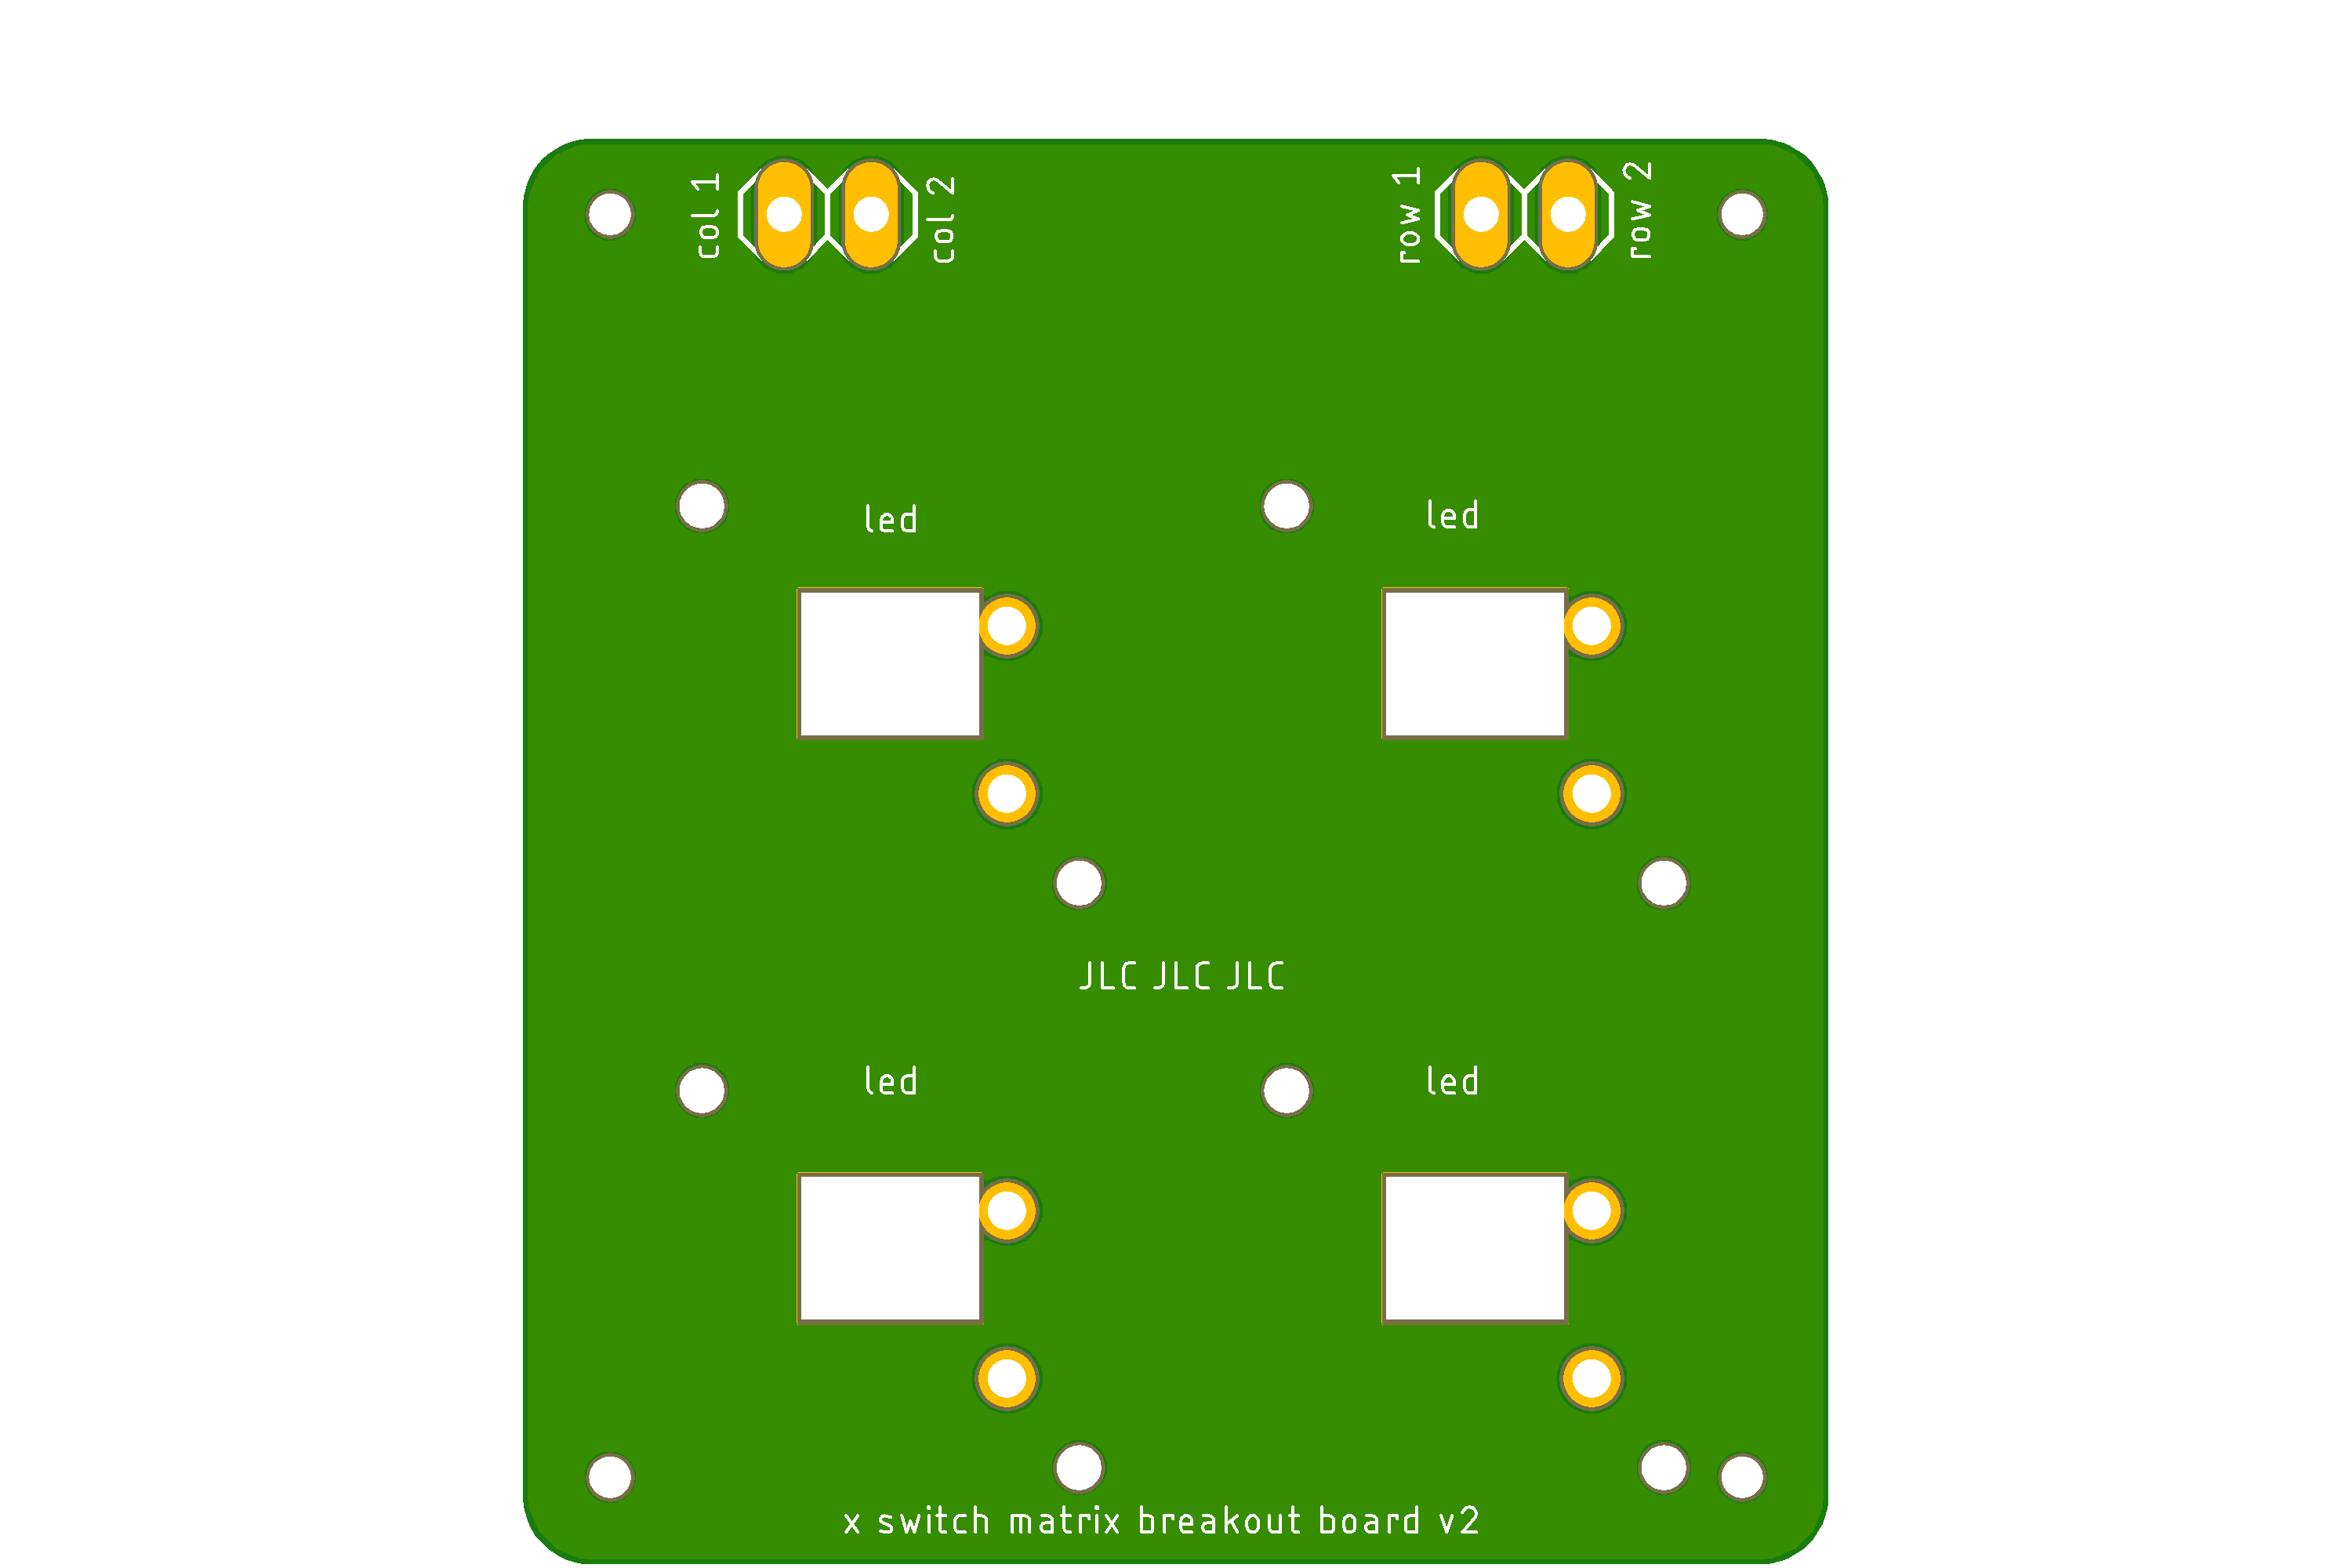 col 1
col 2
row 1
row 2
led
led
JLC JLC JLC
led
led
x switch matrix breakout board v2